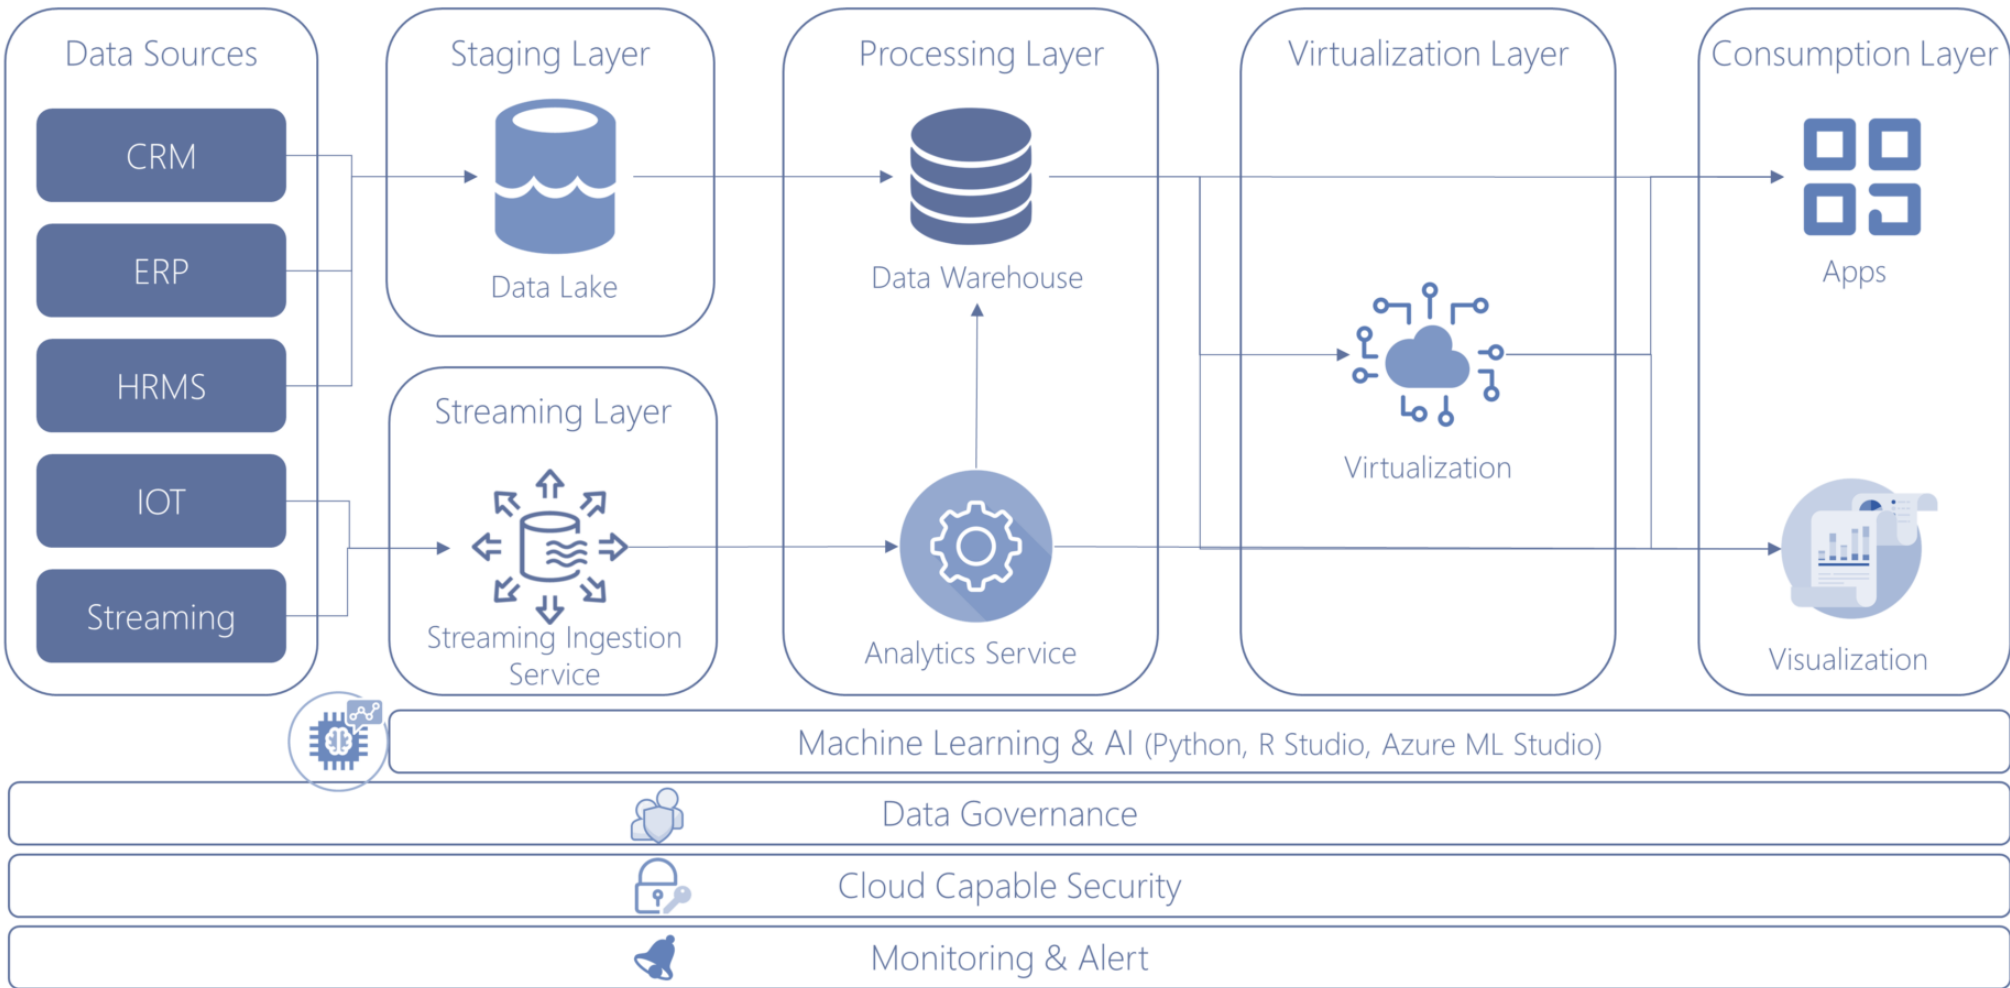 Data Sources
CRM
ERP
HRMS
IOT
Streaming
Staging Layer
Data Lake
Streaming Layer
Streaming Ingestion
Service
Processing Layer
Data Warehouse
Analytics Service
Virtualization Layer
Virtualization
Consumption Layer
Apps
Visualization
Machine Learning & AI (Python, R Studio, Azure ML Studio)
Data Governance
Cloud Capable Security
Monitoring & Alert